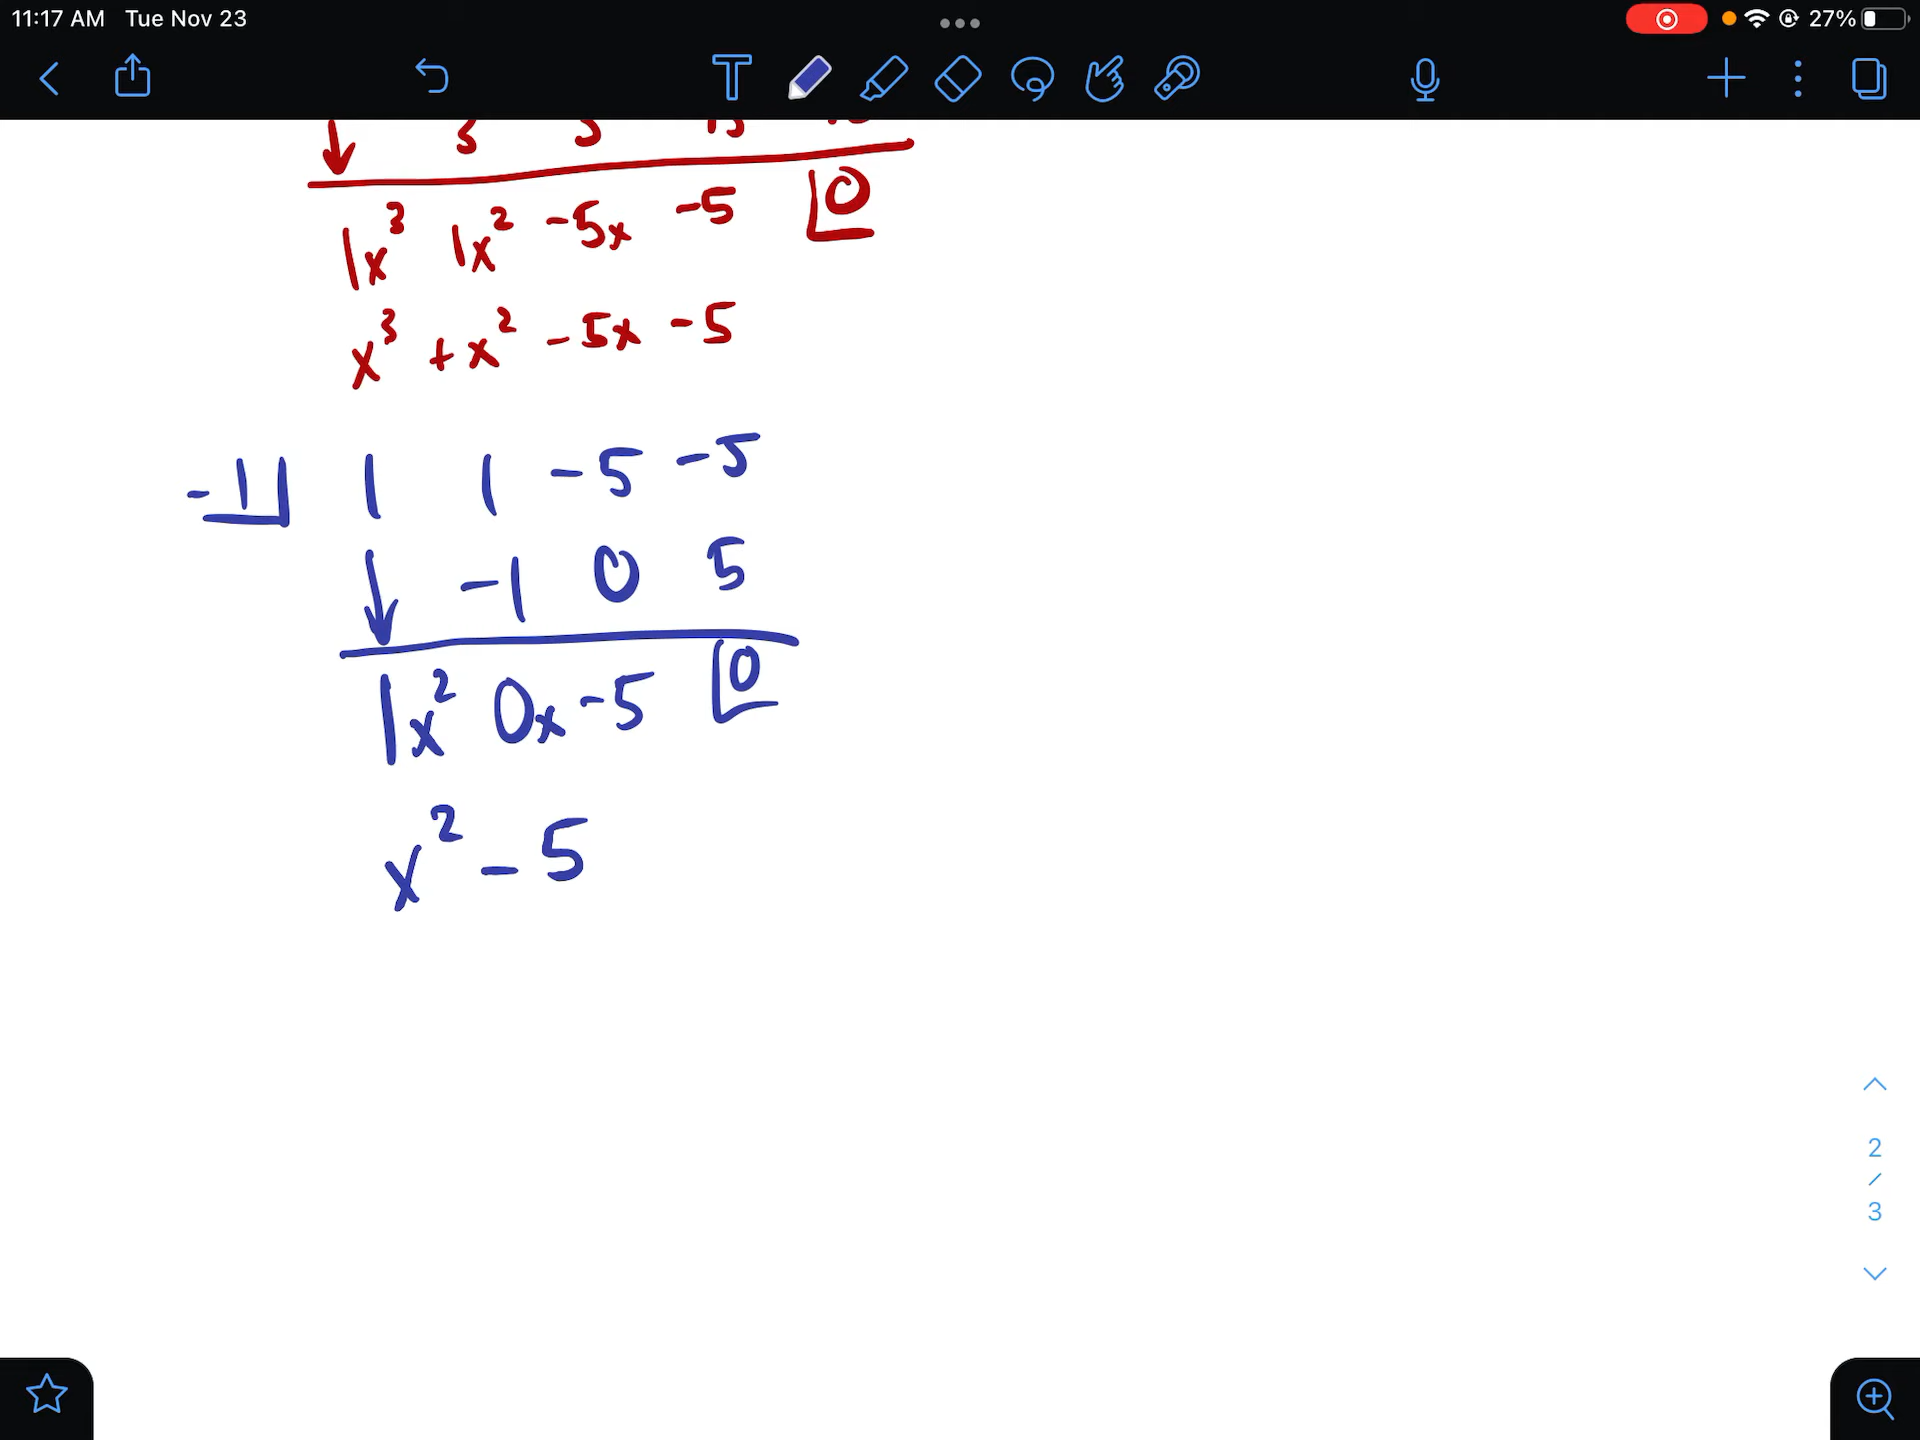 11:17 AM Tue Nov 23
27%
T
1x³ 1x² -5x -5 0
x³ + x² - 5x - 5
-1 1 1 -5 -5
-1 0 5
1x² 0x -5 0
x² - 5
2
/
3